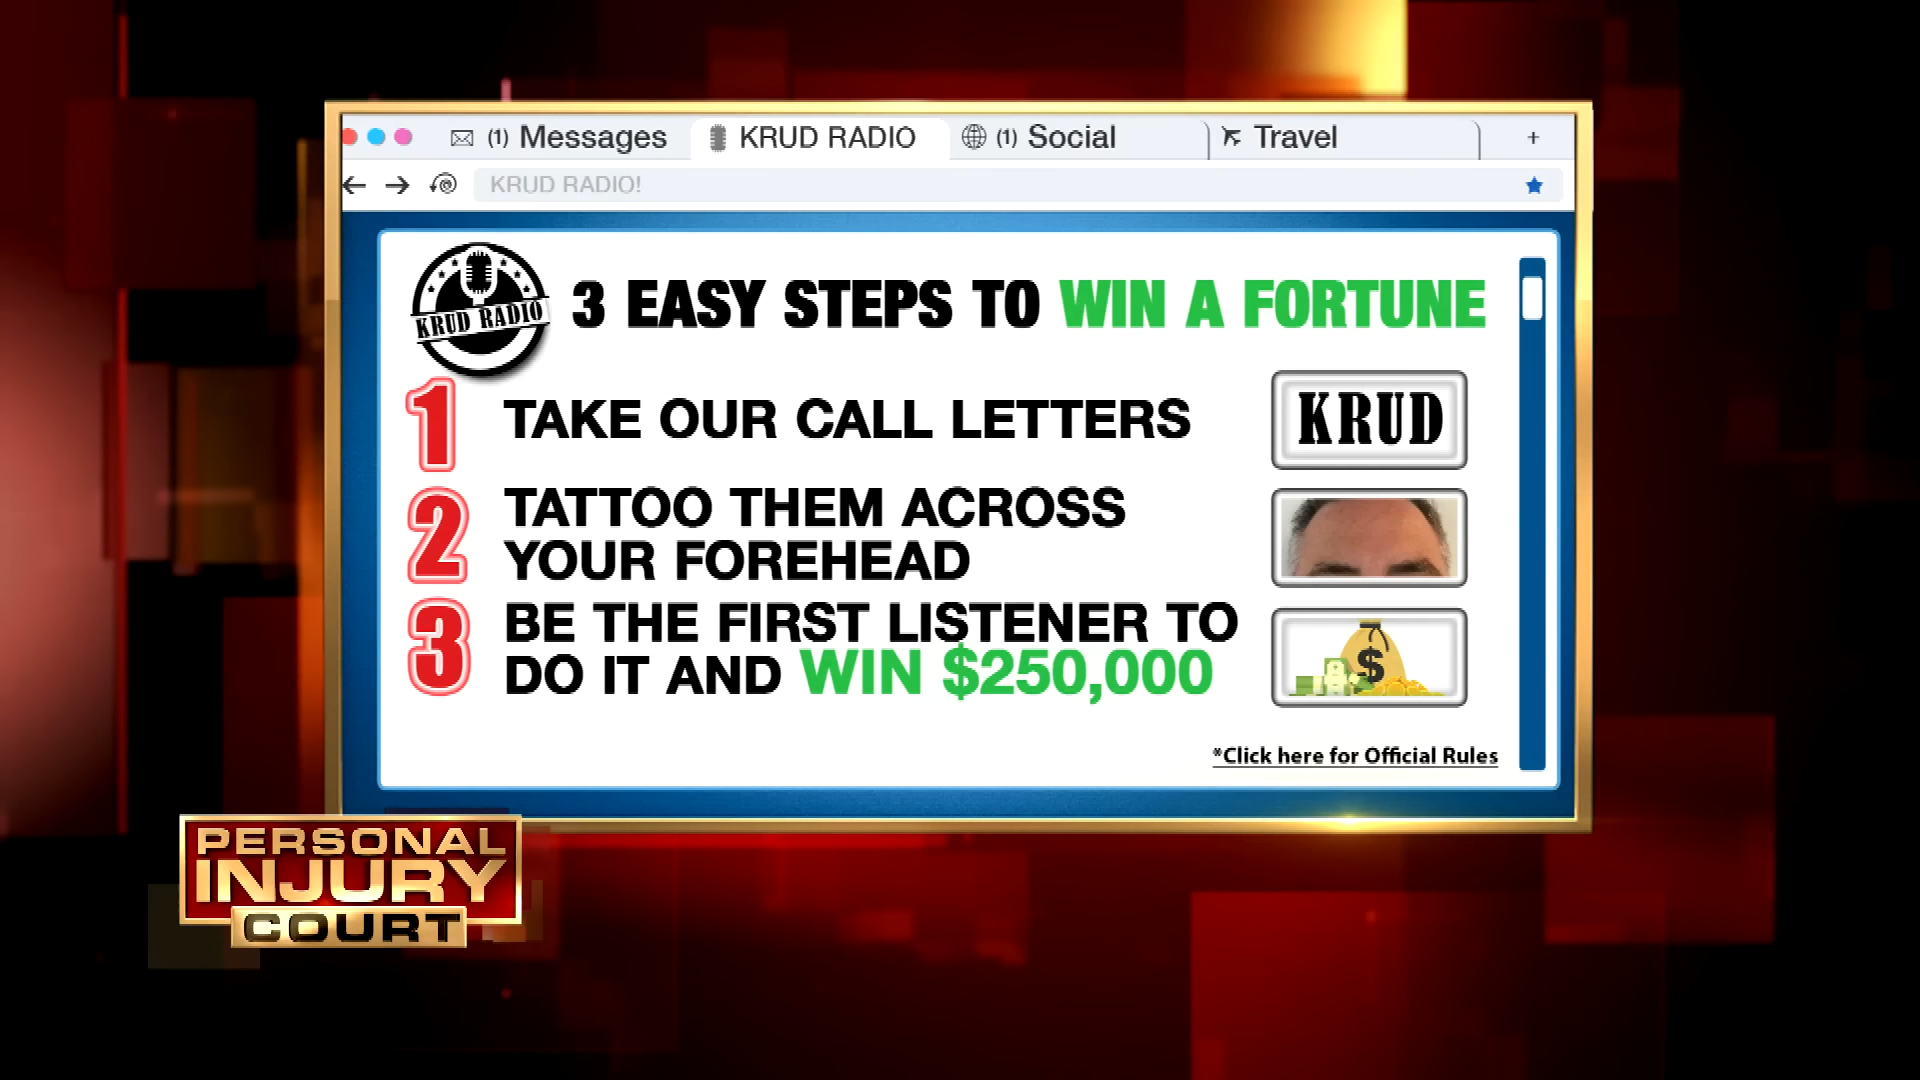 (1) Messages
KRUD RADIO
(1) Social
Travel
+
KRUD RADIO!
KRUD RADIO
3 EASY STEPS TO WIN A FORTUNE
1 TAKE OUR CALL LETTERS
KRUD
2 TATTOO THEM ACROSS
YOUR FOREHEAD
3 BE THE FIRST LISTENER TO
DO IT AND WIN $250,000
$
*Click here for Official Rules
PERSONAL
INJURY
COURT